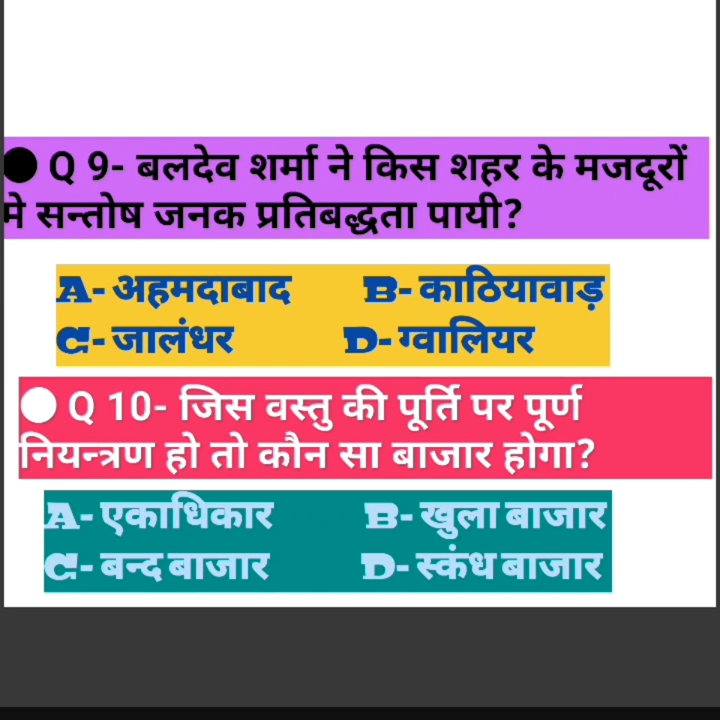 ● Q 9- बलदेव शर्मा ने किस शहर के मजदूरों
मे सन्तोष जनक प्रतिबद्धता पायी?
A- अहमदाबाद B- काठियावाड़
C- जालंधर D- ग्वालियर
● Q 10- जिस वस्तु की पूर्ति पर पूर्ण
नियन्त्रण हो तो कौन सा बाजार होगा?
A- एकाधिकार B- खुला बाजार
C- बन्द बाजार D- स्कंध बाजार